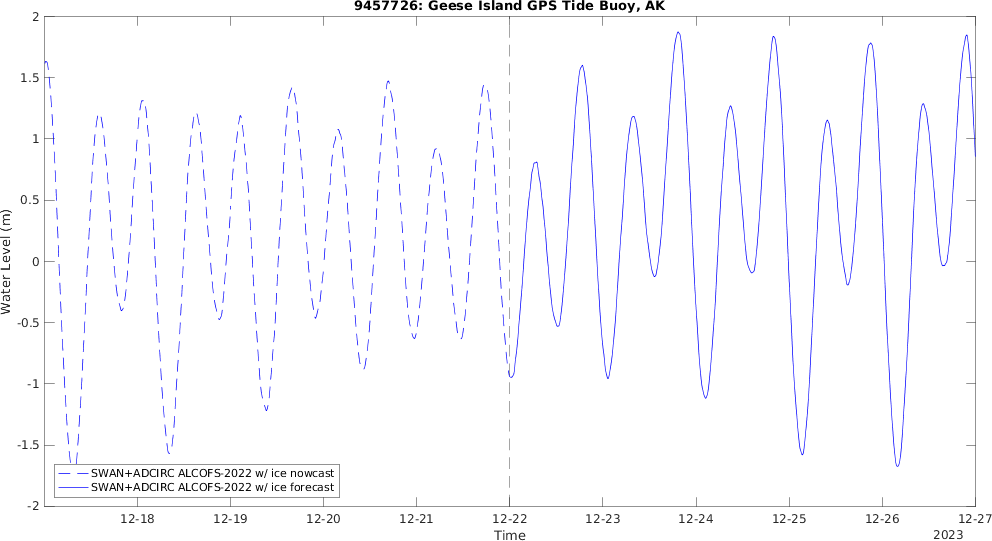 9457726: Geese Island GPS Tide Buoy, AK
2
1.5
1
0.5
0
-0.5
-1
-1.5
-2
Water Level (m)
SWAN+ADCIRC ALCOFS-2022 w/ ice nowcast
SWAN+ADCIRC ALCOFS-2022 w/ ice forecast
12-18 12-19 12-20 12-21 12-22 12-23 12-24 12-25 12-26 12-27
Time
2023